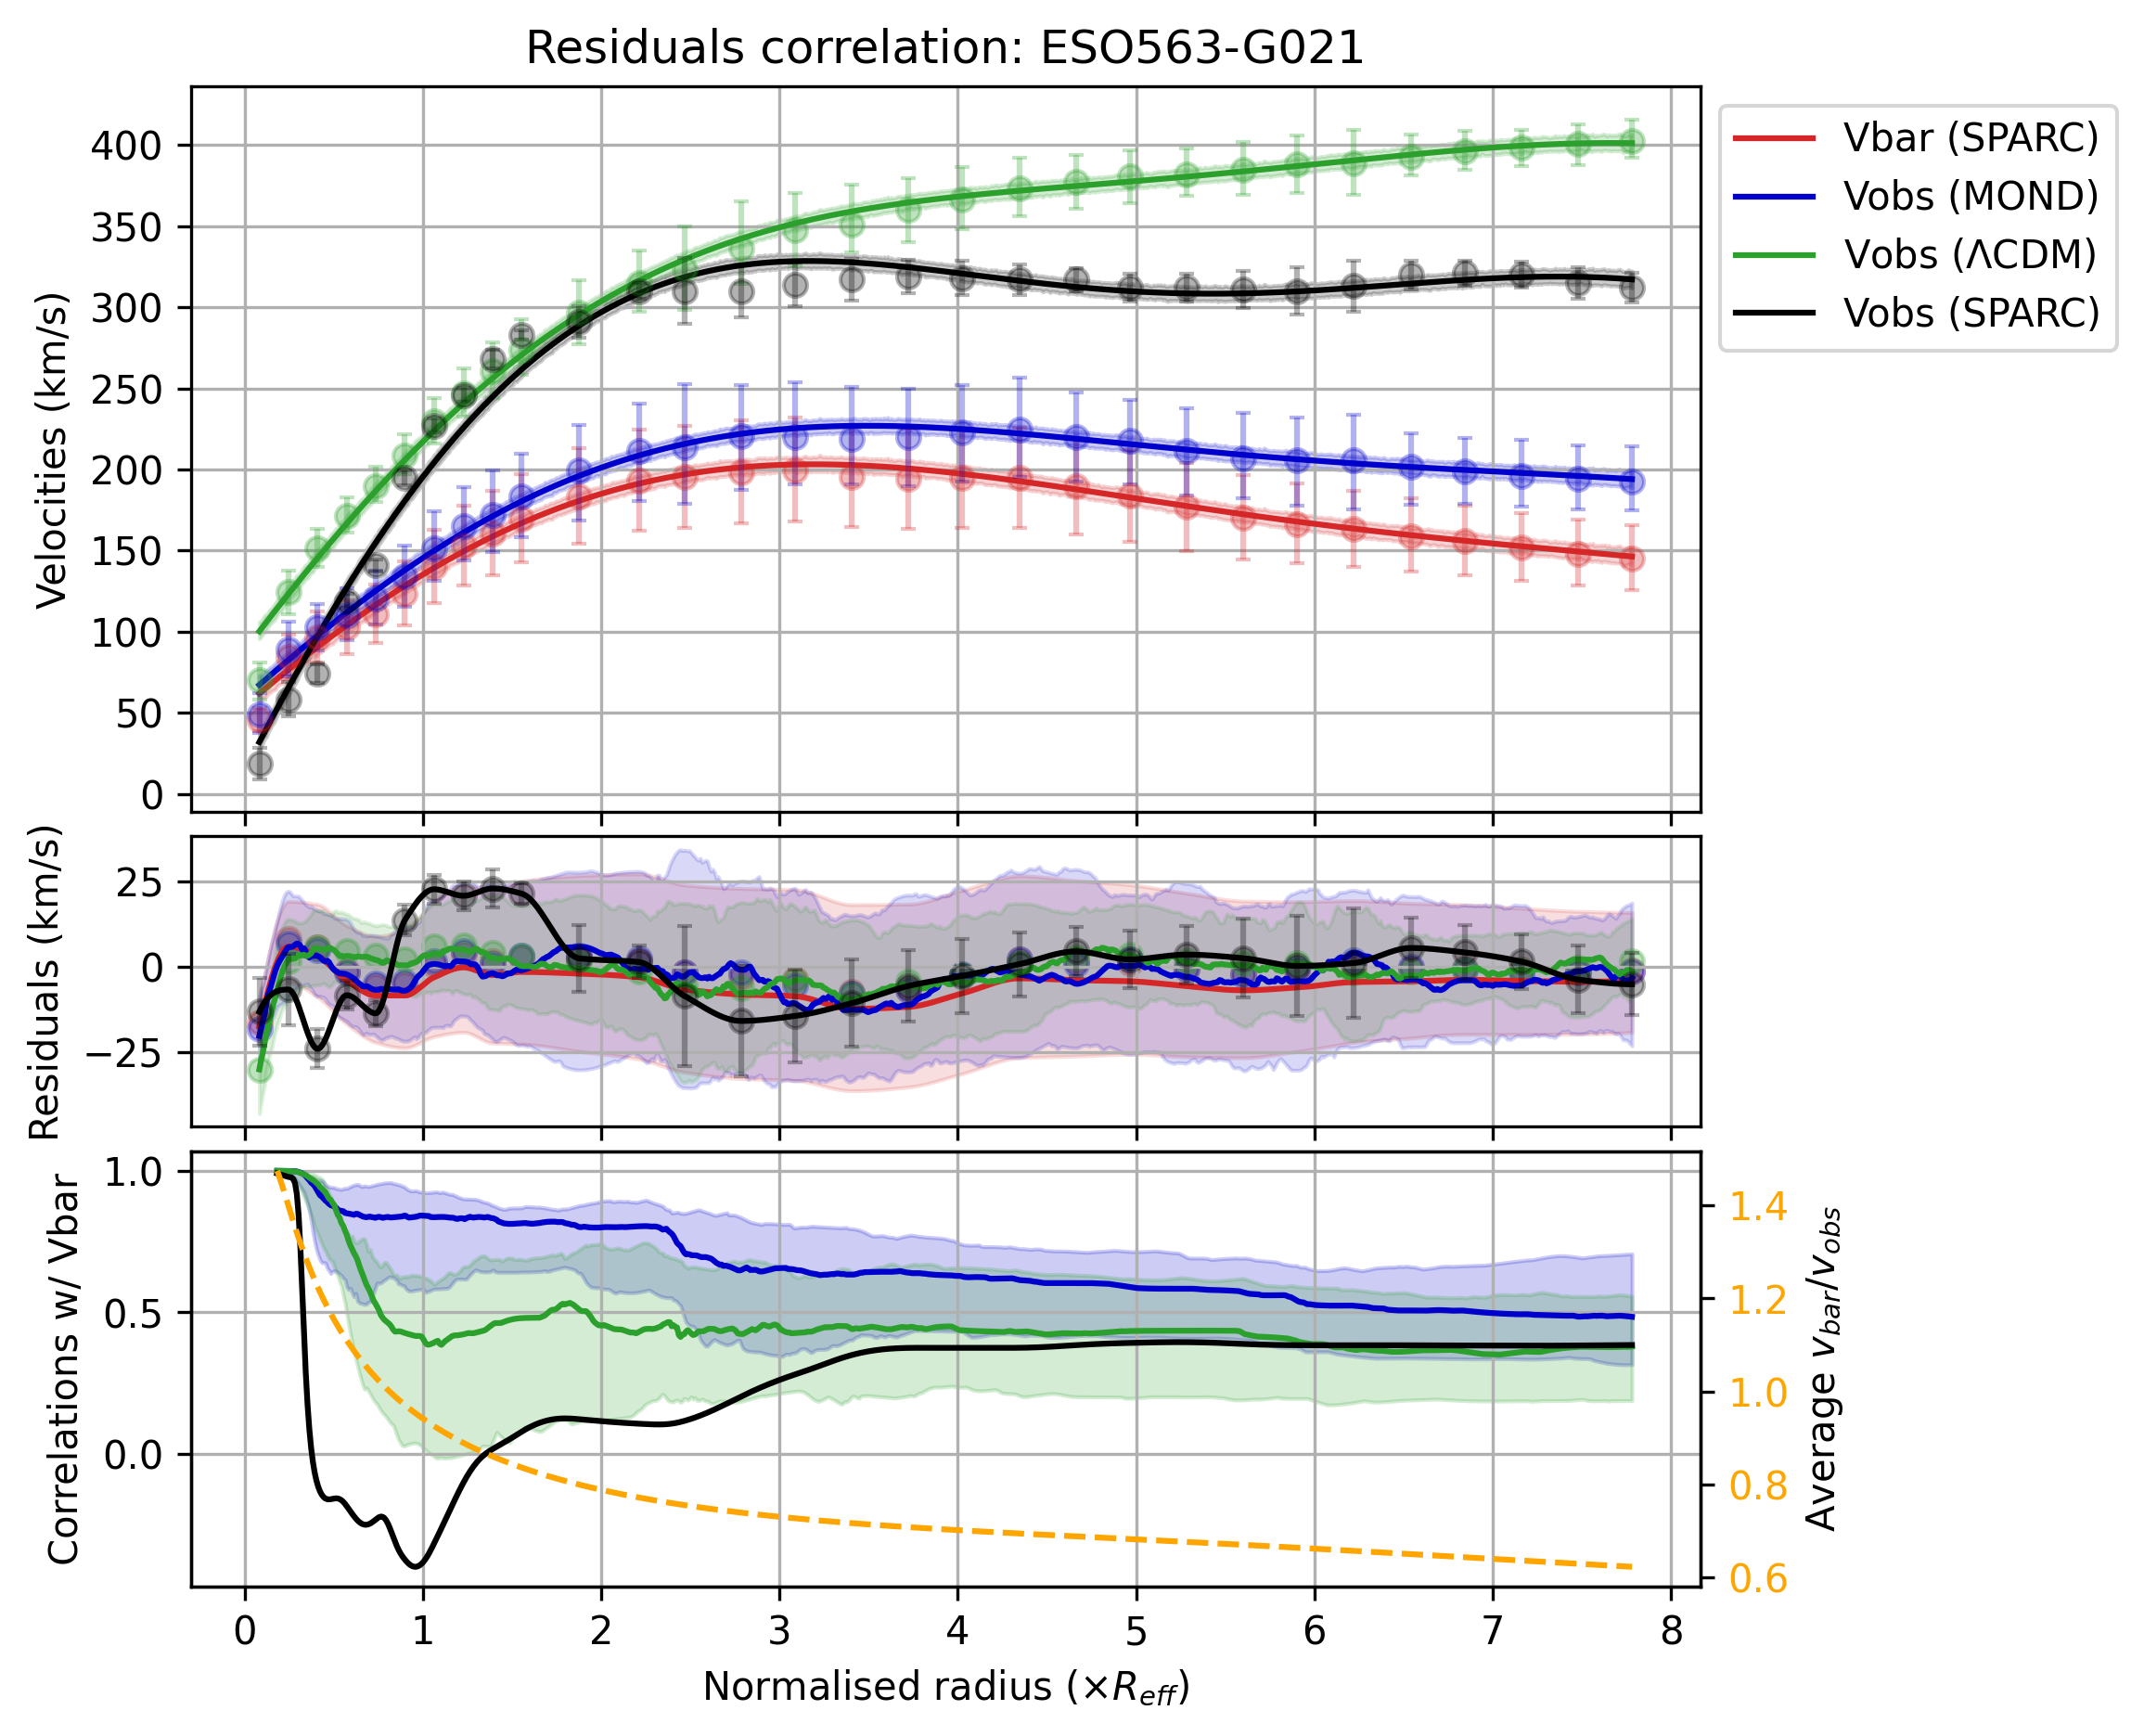 Residuals correlation: ESO563-G021
Velocities (km/s)
400
350
300
250
200
150
100
50
0
Vbar (SPARC)
Vobs (MOND)
Vobs (ΛCDM)
Vobs (SPARC)
Residuals (km/s)
25
0
−25
Correlations w/ Vbar
1.0
0.5
0.0
1.4
1.2
1.0
0.8
0.6
Average v_bar/v_obs
0 1 2 3 4 5 6 7 8
Normalised radius (×R_eff)